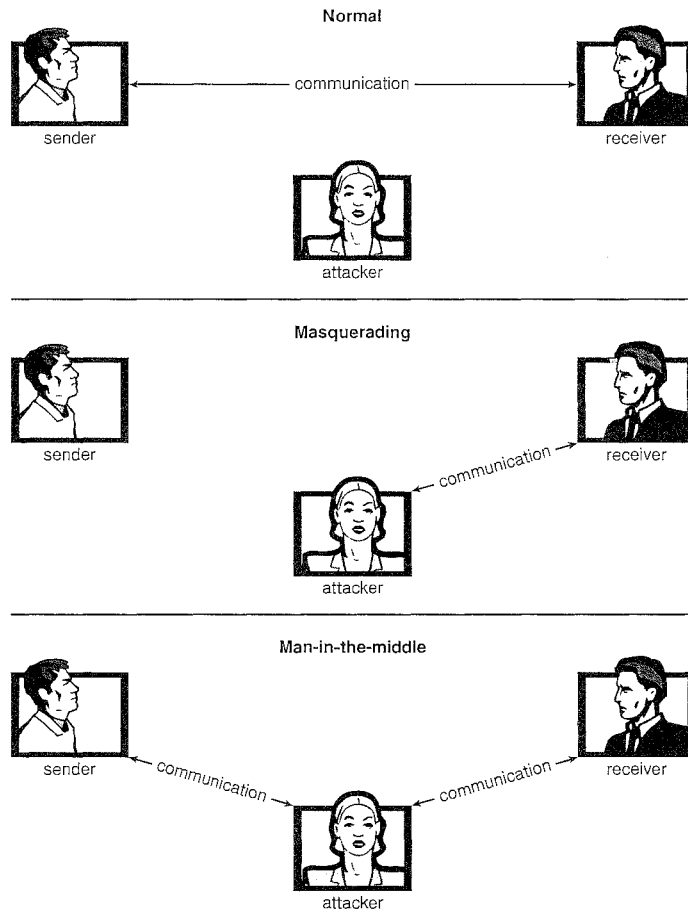 Normal
communication
sender
receiver
attacker
Masquerading
sender
receiver
communication
attacker
Man-in-the-middle
sender
receiver
communication
communication
attacker